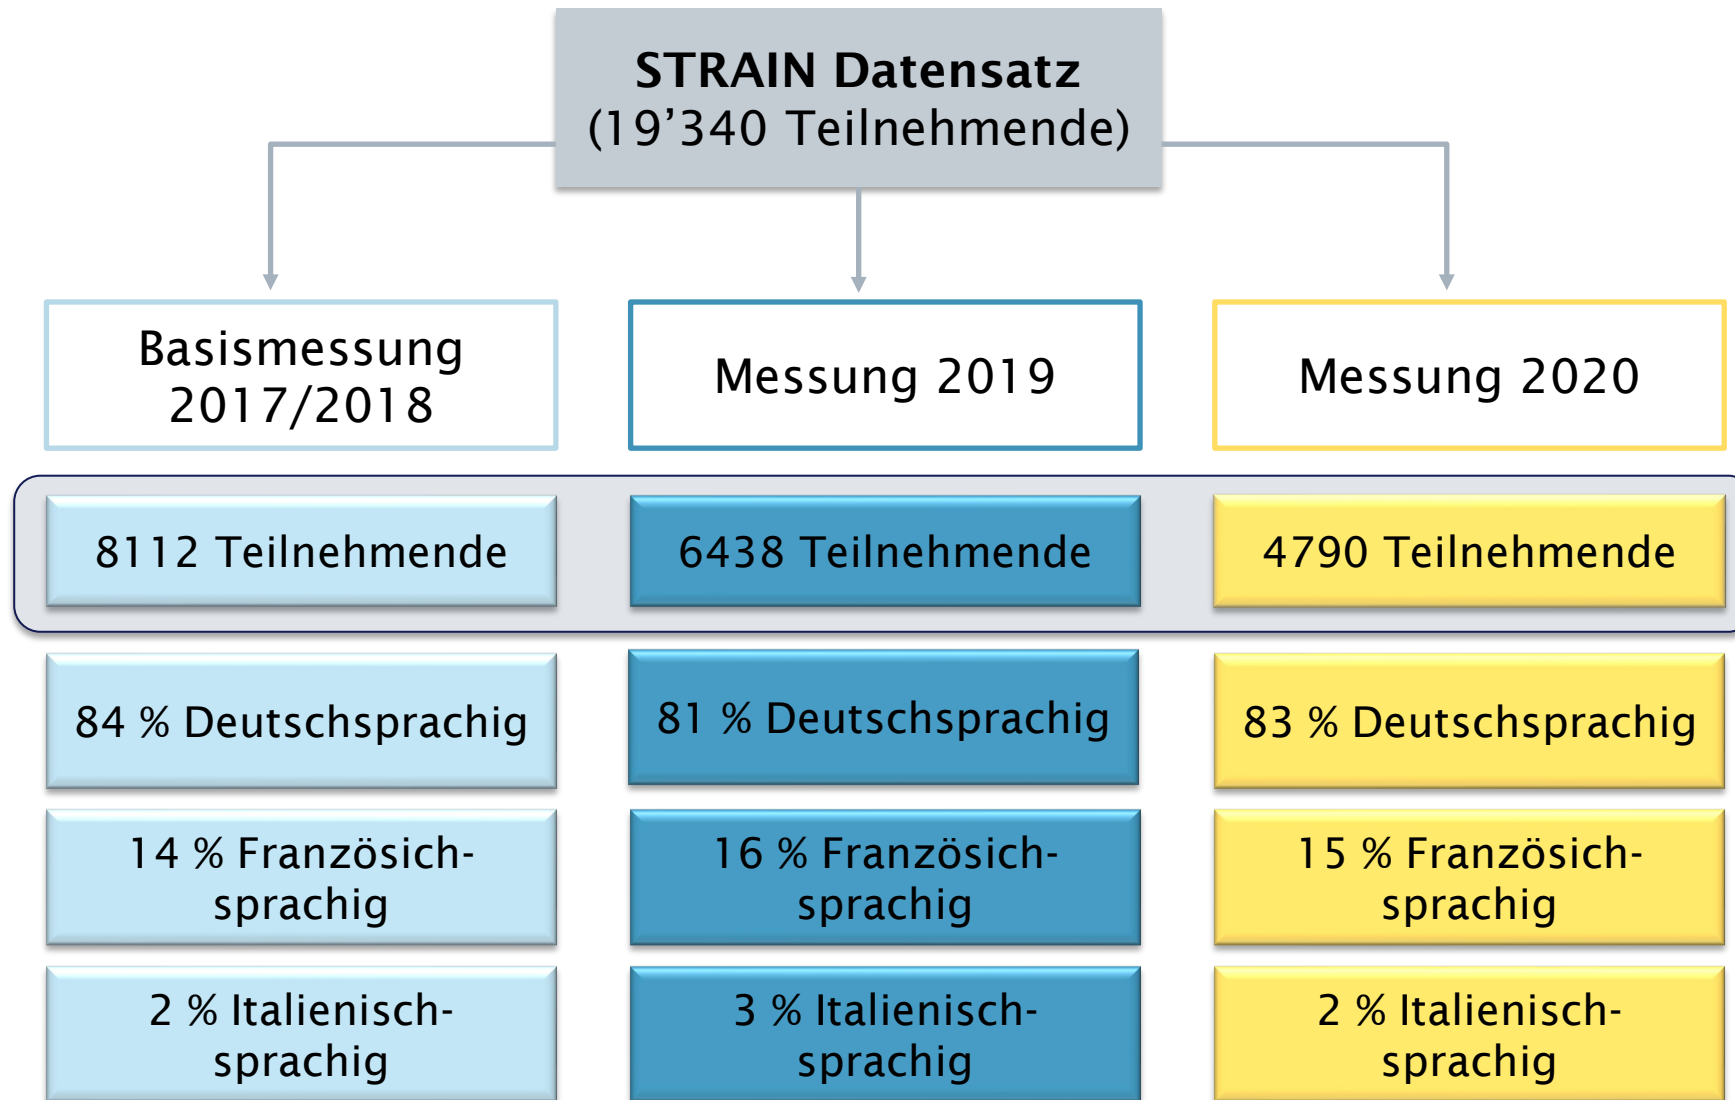 STRAIN Datensatz
(19’340 Teilnehmende)
Basismessung
2017/2018
Messung 2019
Messung 2020
8112 Teilnehmende
6438 Teilnehmende
4790 Teilnehmende
84 % Deutschsprachig
81 % Deutschsprachig
83 % Deutschsprachig
14 % Französich-
sprachig
16 % Französich-
sprachig
15 % Französich-
sprachig
2 % Italienisch-
sprachig
3 % Italienisch-
sprachig
2 % Italienisch-
sprachig